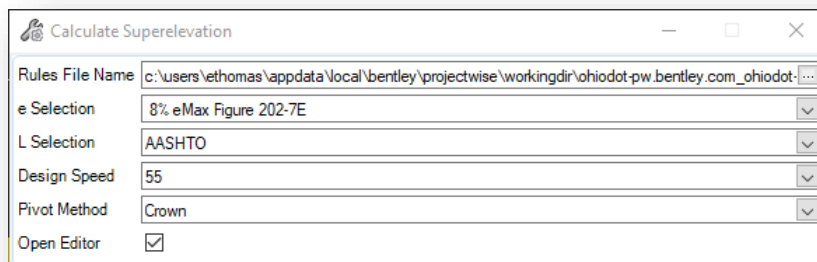 Calculate Superelevation
Rules File Name c:\users\ethomas\appdata\local\bentley\projectwise\workingdir\ohiodot-pw.bentley.com_ohiodot- ...
e Selection 8% eMax Figure 202-7E
L Selection AASHTO
Design Speed 55
Pivot Method Crown
Open Editor